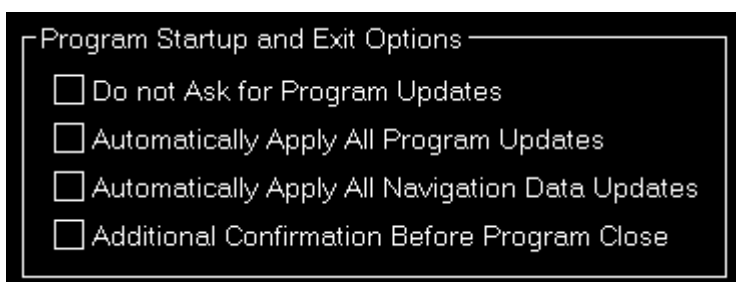 Program Startup and Exit Options
Do not Ask for Program Updates
Automatically Apply All Program Updates
Automatically Apply All Navigation Data Updates
Additional Confirmation Before Program Close